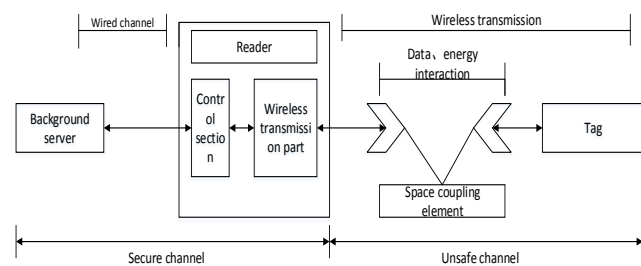 Wired channel
Wireless transmission
Reader
Data、energy
interaction
Background
server
Contr
ol
sectio
n
Wireless
transmissi
on part
Tag
Space coupling
element
Secure channel
Unsafe channel